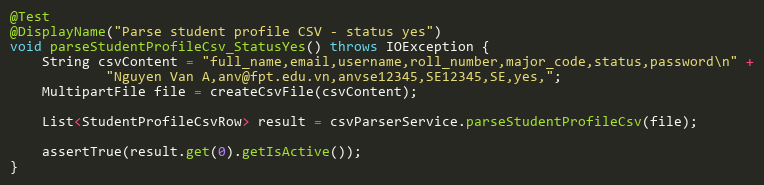 @Test
@DisplayName("Parse student profile CSV - status yes")
void parseStudentProfileCsv_StatusYes() throws IOException {
    String csvContent = "full_name,email,username,roll_number,major_code,status,password\n" +
            "Nguyen Van A,anv@fpt.edu.vn,anvse12345,SE12345,SE,yes,";
    MultipartFile file = createCsvFile(csvContent);

    List<StudentProfileCsvRow> result = csvParserService.parseStudentProfileCsv(file);

    assertTrue(result.get(0).getIsActive());
}